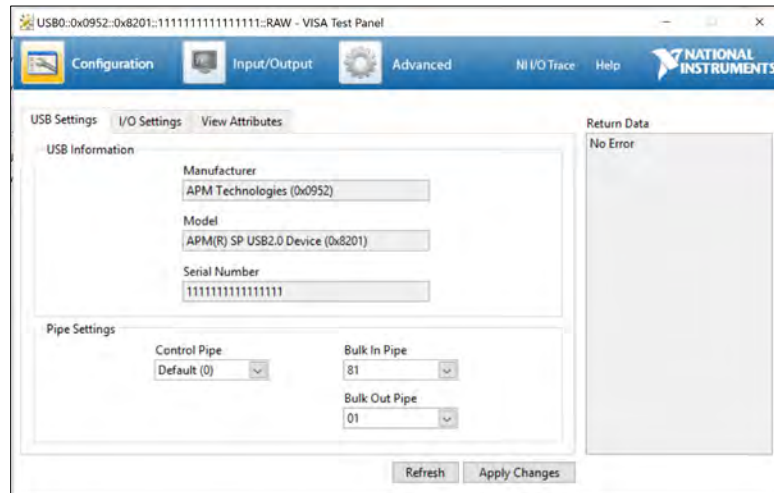 USB0::0x0952::0x8201::1111111111111111::RAW - VISA Test Panel
Configuration
Input/Output
Advanced
NI I/O Trace
Help
NATIONAL
INSTRUMENTS
USB Settings
I/O Settings
View Attributes
Return Data
No Error
USB Information
Manufacturer
APM Technologies (0x0952)
Model
APM(R) SP USB2.0 Device (0x8201)
Serial Number
1111111111111111
Pipe Settings
Control Pipe
Default (0)
Bulk In Pipe
81
Bulk Out Pipe
01
Refresh
Apply Changes